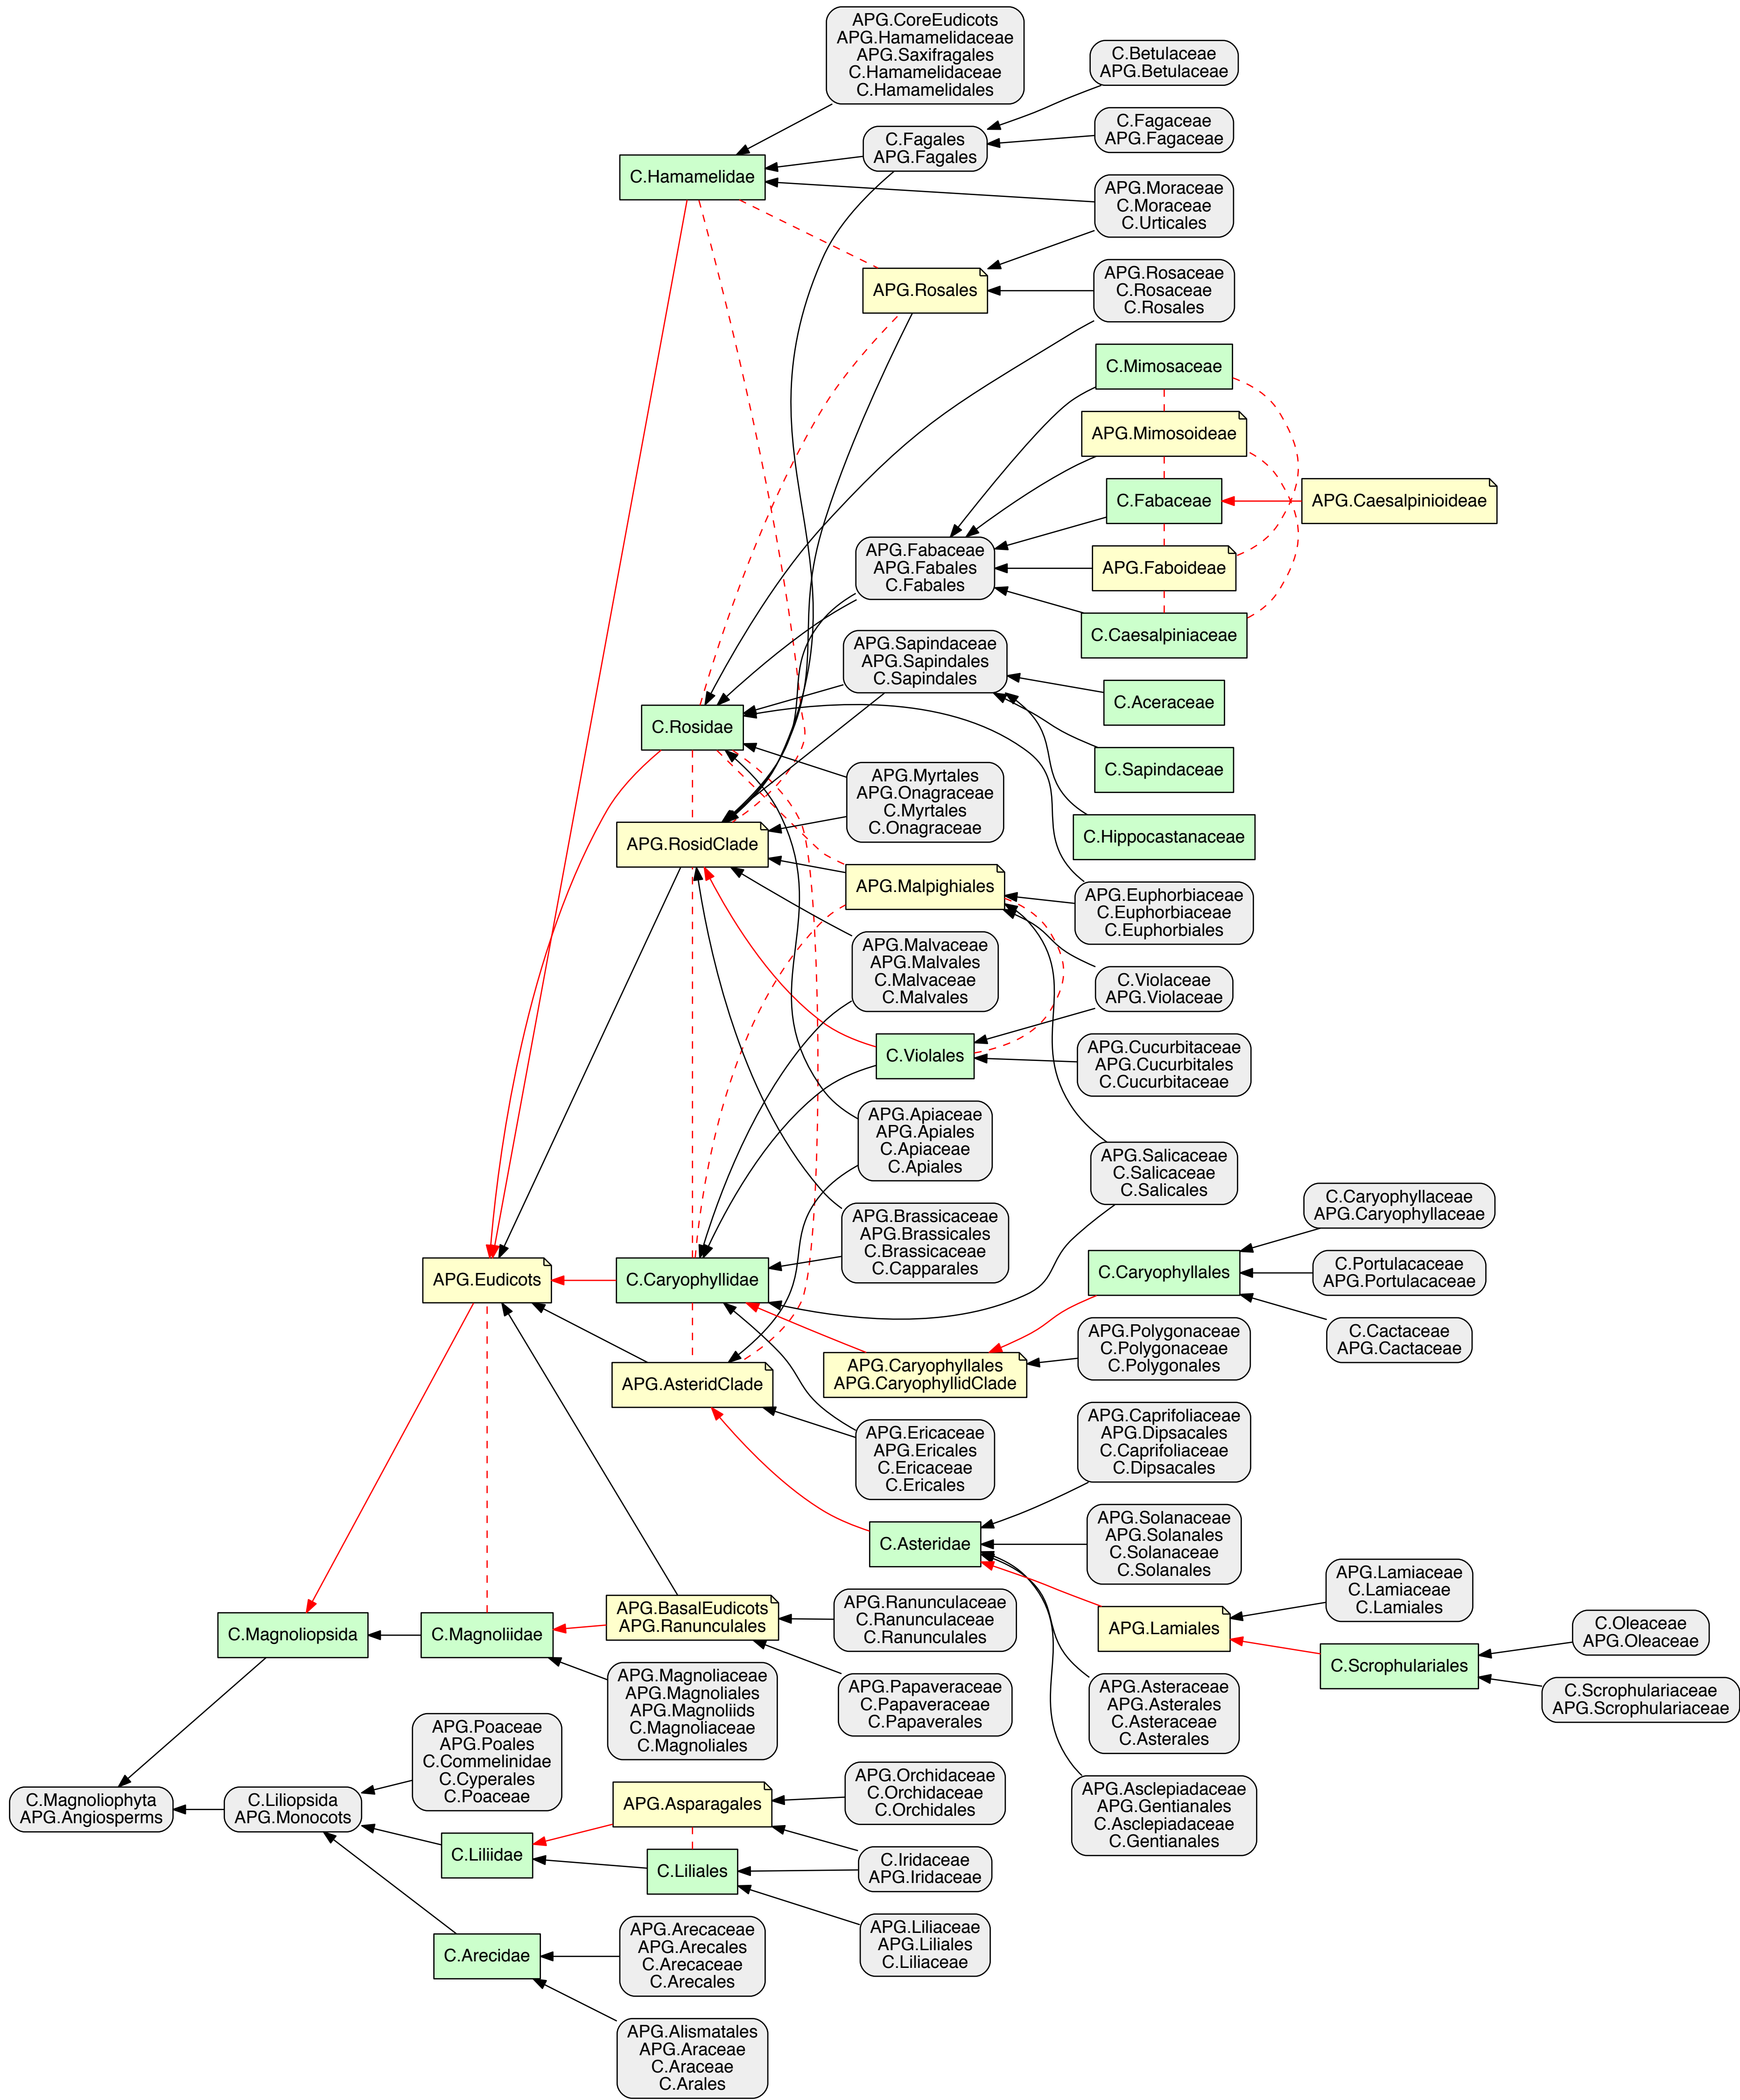 APG.CoreEudicots
APG.Hamamelidaceae
APG.Saxifragales
C.Hamamelidaceae
C.Hamamelidales
C.Betulaceae
APG.Betulaceae
C.Fagaceae
APG.Fagaceae
C.Fagales
APG.Fagales
C.Hamamelidae
APG.Moraceae
C.Moraceae
C.Urticales
APG.Rosales
APG.Rosaceae
C.Rosaceae
C.Rosales
C.Mimosaceae
APG.Mimosoideae
C.Fabaceae
APG.Caesalpinioideae
APG.Fabaceae
APG.Fabales
C.Fabales
APG.Faboideae
C.Caesalpiniaceae
APG.Sapindaceae
APG.Sapindales
C.Sapindales
C.Aceraceae
C.Rosidae
C.Sapindaceae
APG.Myrtales
APG.Onagraceae
C.Myrtales
C.Onagraceae
C.Hippocastanaceae
APG.RosidClade
APG.Malpighiales
APG.Euphorbiaceae
C.Euphorbiaceae
C.Euphorbiales
APG.Malvaceae
APG.Malvales
C.Malvaceae
C.Malvales
C.Violaceae
APG.Violaceae
C.Violales
APG.Cucurbitaceae
APG.Cucurbitales
C.Cucurbitaceae
APG.Apiaceae
APG.Apiales
C.Apiaceae
C.Apiales
APG.Salicaceae
C.Salicaceae
C.Salicales
C.Caryophyllaceae
APG.Caryophyllaceae
APG.Brassicaceae
APG.Brassicales
C.Brassicaceae
C.Capparales
APG.Eudicots
C.Caryophyllidae
C.Caryophyllales
C.Portulacaceae
APG.Portulacaceae
C.Cactaceae
APG.Cactaceae
APG.Polygonaceae
C.Polygonaceae
C.Polygonales
APG.Caryophyllales
APG.CaryophyllidClade
APG.AsteridClade
APG.Caprifoliaceae
APG.Dipsacales
C.Caprifoliaceae
C.Dipsacales
APG.Ericaceae
APG.Ericales
C.Ericaceae
C.Ericales
C.Asteridae
APG.Solanaceae
APG.Solanales
C.Solanaceae
C.Solanales
APG.Lamiaceae
C.Lamiaceae
C.Lamiales
C.Magnoliopsida
C.Magnoliidae
APG.BasalEudicots
APG.Ranunculales
APG.Ranunculaceae
C.Ranunculaceae
C.Ranunculales
APG.Lamiales
C.Oleaceae
APG.Oleaceae
C.Scrophulariales
C.Scrophulariaceae
APG.Scrophulariaceae
APG.Magnoliaceae
APG.Magnoliales
APG.Magnoliids
C.Magnoliaceae
C.Magnoliales
APG.Papaveraceae
C.Papaveraceae
C.Papaverales
APG.Asteraceae
APG.Asterales
C.Asteraceae
C.Asterales
APG.Poaceae
APG.Poales
C.Commelinidae
C.Cyperales
C.Poaceae
C.Magnoliophyta
APG.Angiosperms
C.Liliopsida
APG.Monocots
APG.Asparagales
APG.Orchidaceae
C.Orchidaceae
C.Orchidales
APG.Asclepiadaceae
APG.Gentianales
C.Asclepiadaceae
C.Gentianales
C.Liliidae
C.Liliales
C.Iridaceae
APG.Iridaceae
APG.Liliaceae
APG.Liliales
C.Liliaceae
C.Arecidae
APG.Arecaceae
APG.Arecales
C.Arecaceae
C.Arecales
APG.Alismatales
APG.Araceae
C.Araceae
C.Arales